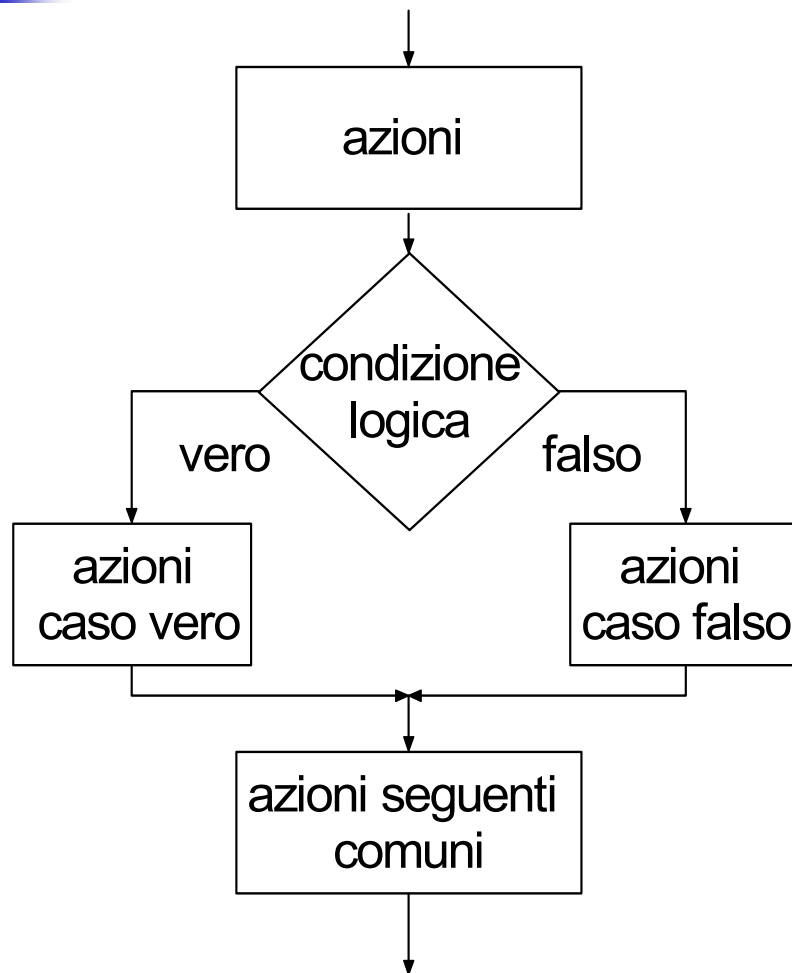 azioni
condizione
logica
vero
falso
azioni
caso vero
azioni
caso falso
azioni seguenti
comuni